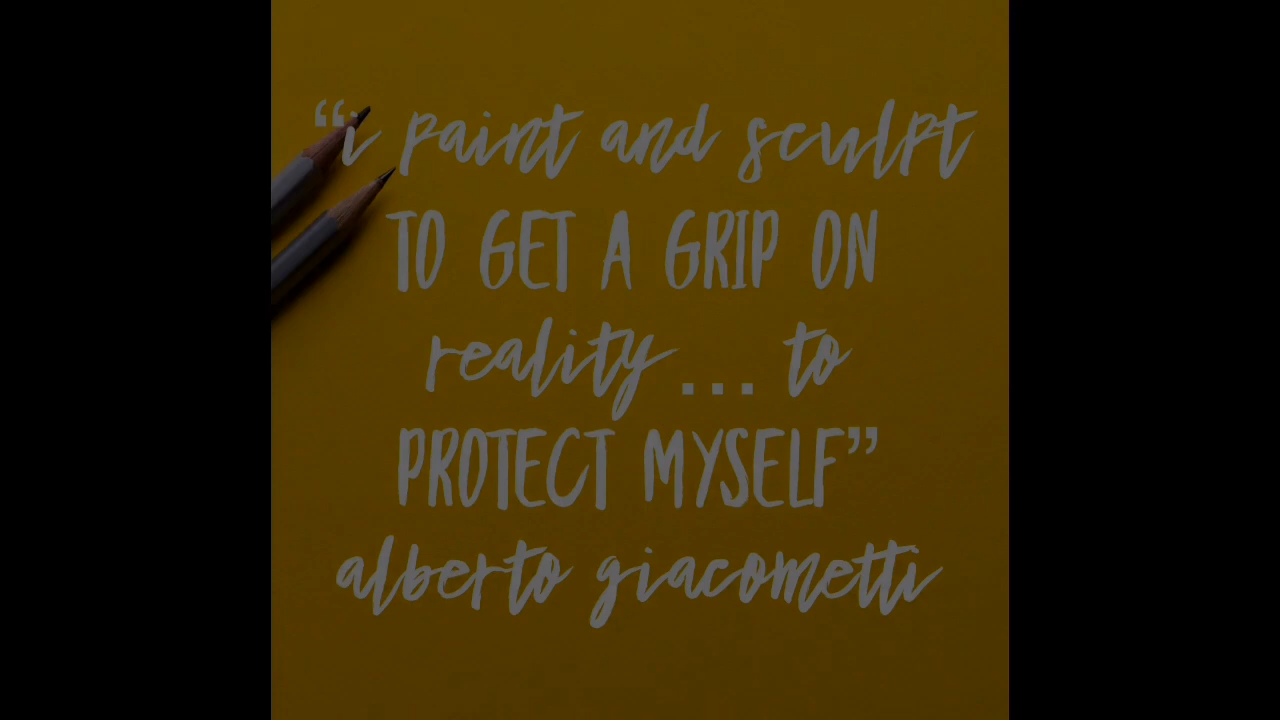 “i paint and sculpt
TO GET A GRIP ON
reality... to
PROTECT MYSELF”
alberto giacometti